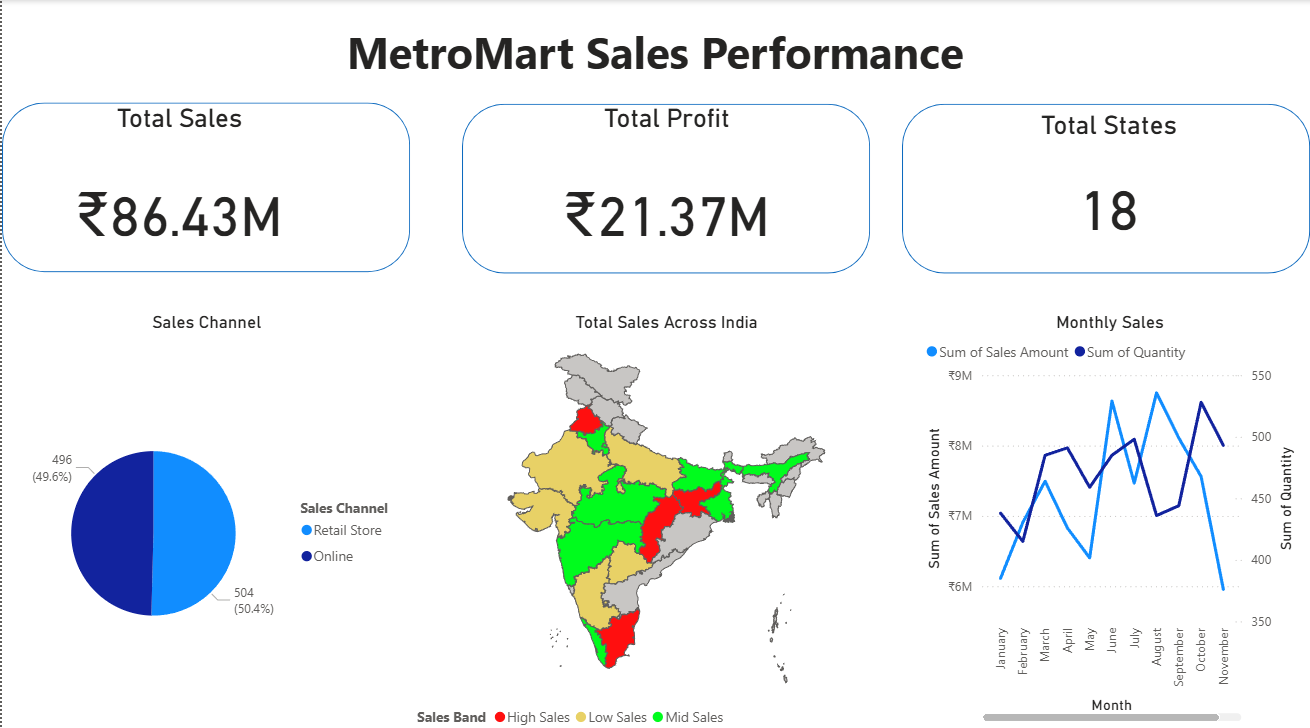 MetroMart Sales Performance
Total Sales
₹86.43M
Total Profit
₹21.37M
Total States
18
Sales Channel
496
(49.6%)
504
(50.4%)
Sales Channel
Retail Store
Online
Total Sales Across India
Sales Band High Sales Low Sales Mid Sales
Monthly Sales
Sum of Sales Amount Sum of Quantity
Sum of Sales Amount
₹9M
₹8M
₹7M
₹6M
550
500
450
400
350
Sum of Quantity
January
February
March
April
May
June
July
August
September
October
November
Month